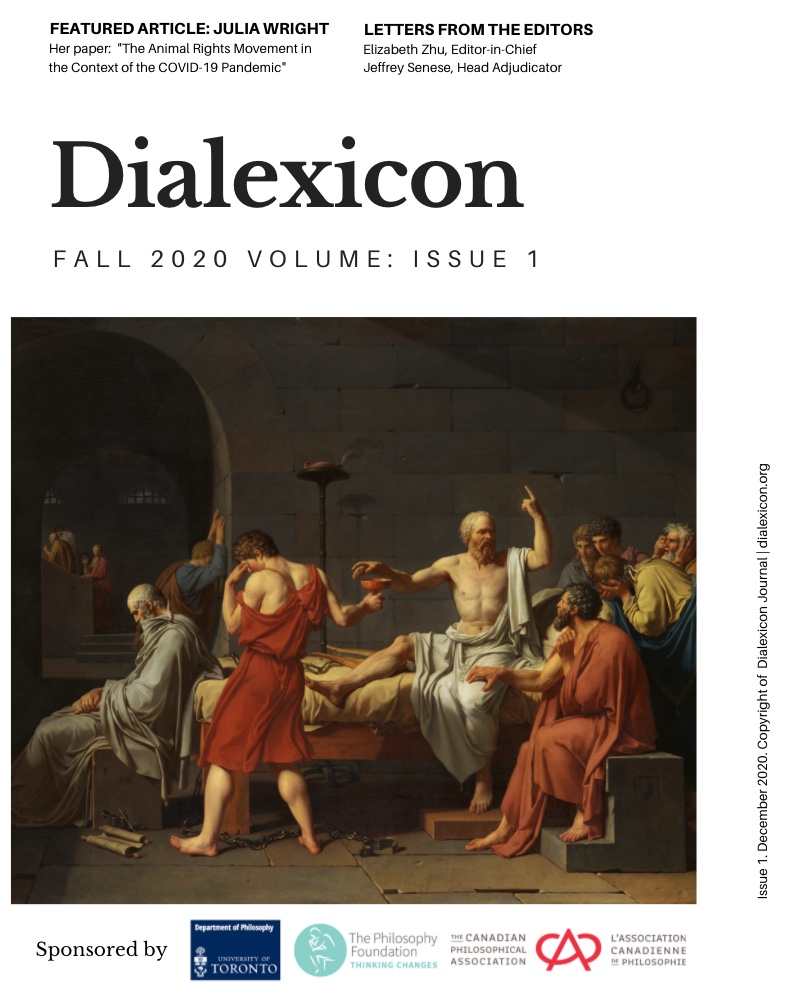 FEATURED ARTICLE: JULIA WRIGHT
Her paper: "The Animal Rights Movement in
the Context of the COVID-19 Pandemic"
LETTERS FROM THE EDITORS
Elizabeth Zhu, Editor-in-Chief
Jeffrey Senese, Head Adjudicator
Dialexicon
FALL 2020 VOLUME: ISSUE 1
Issue 1. December 2020. Copyright of Dialexicon Journal | dialexicon.org
Sponsored by
Department of Philosophy
UNIVERSITY OF
TORONTO
The Philosophy
Foundation
THINKING CHANGES
THE CANADIAN
PHILOSOPHICAL
ASSOCIATION
L'ASSOCIATION
CANADIENNE
DE PHILOSOPHIE